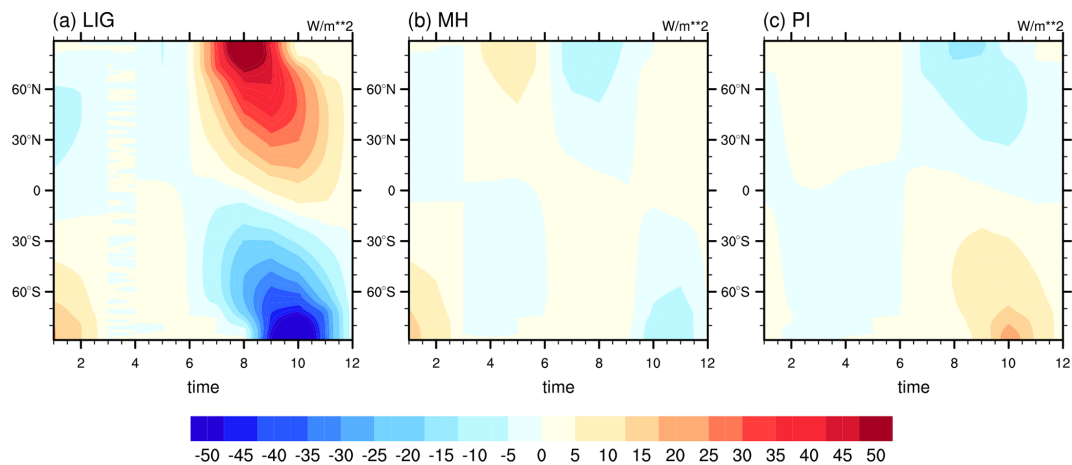 (a) LIG W/m**2 (b) MH W/m**2 (c) PI W/m**2
60°N 60°N 60°N
30°N 30°N 30°N
0 0 0
30°S 30°S 30°S
60°S 60°S 60°S
2 4 6 8 10 12 2 4 6 8 10 12 2 4 6 8 10 12
time time time
-50 -45 -40 -35 -30 -25 -20 -15 -10 -5 0 5 10 15 20 25 30 35 40 45 50